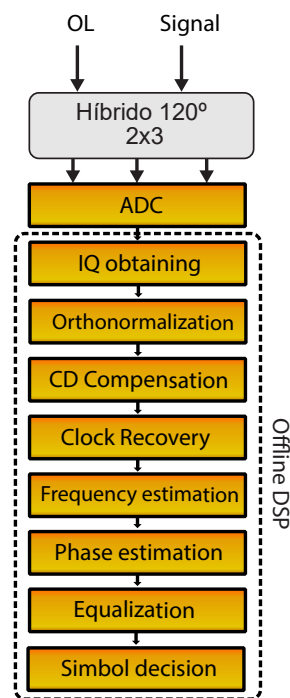 OL Signal
Híbrido 120º
2x3
ADC
IQ obtaining
Orthonormalization
CD Compensation
Clock Recovery
Frequency estimation
Phase estimation
Equalization
Simbol decision
Offline DSP